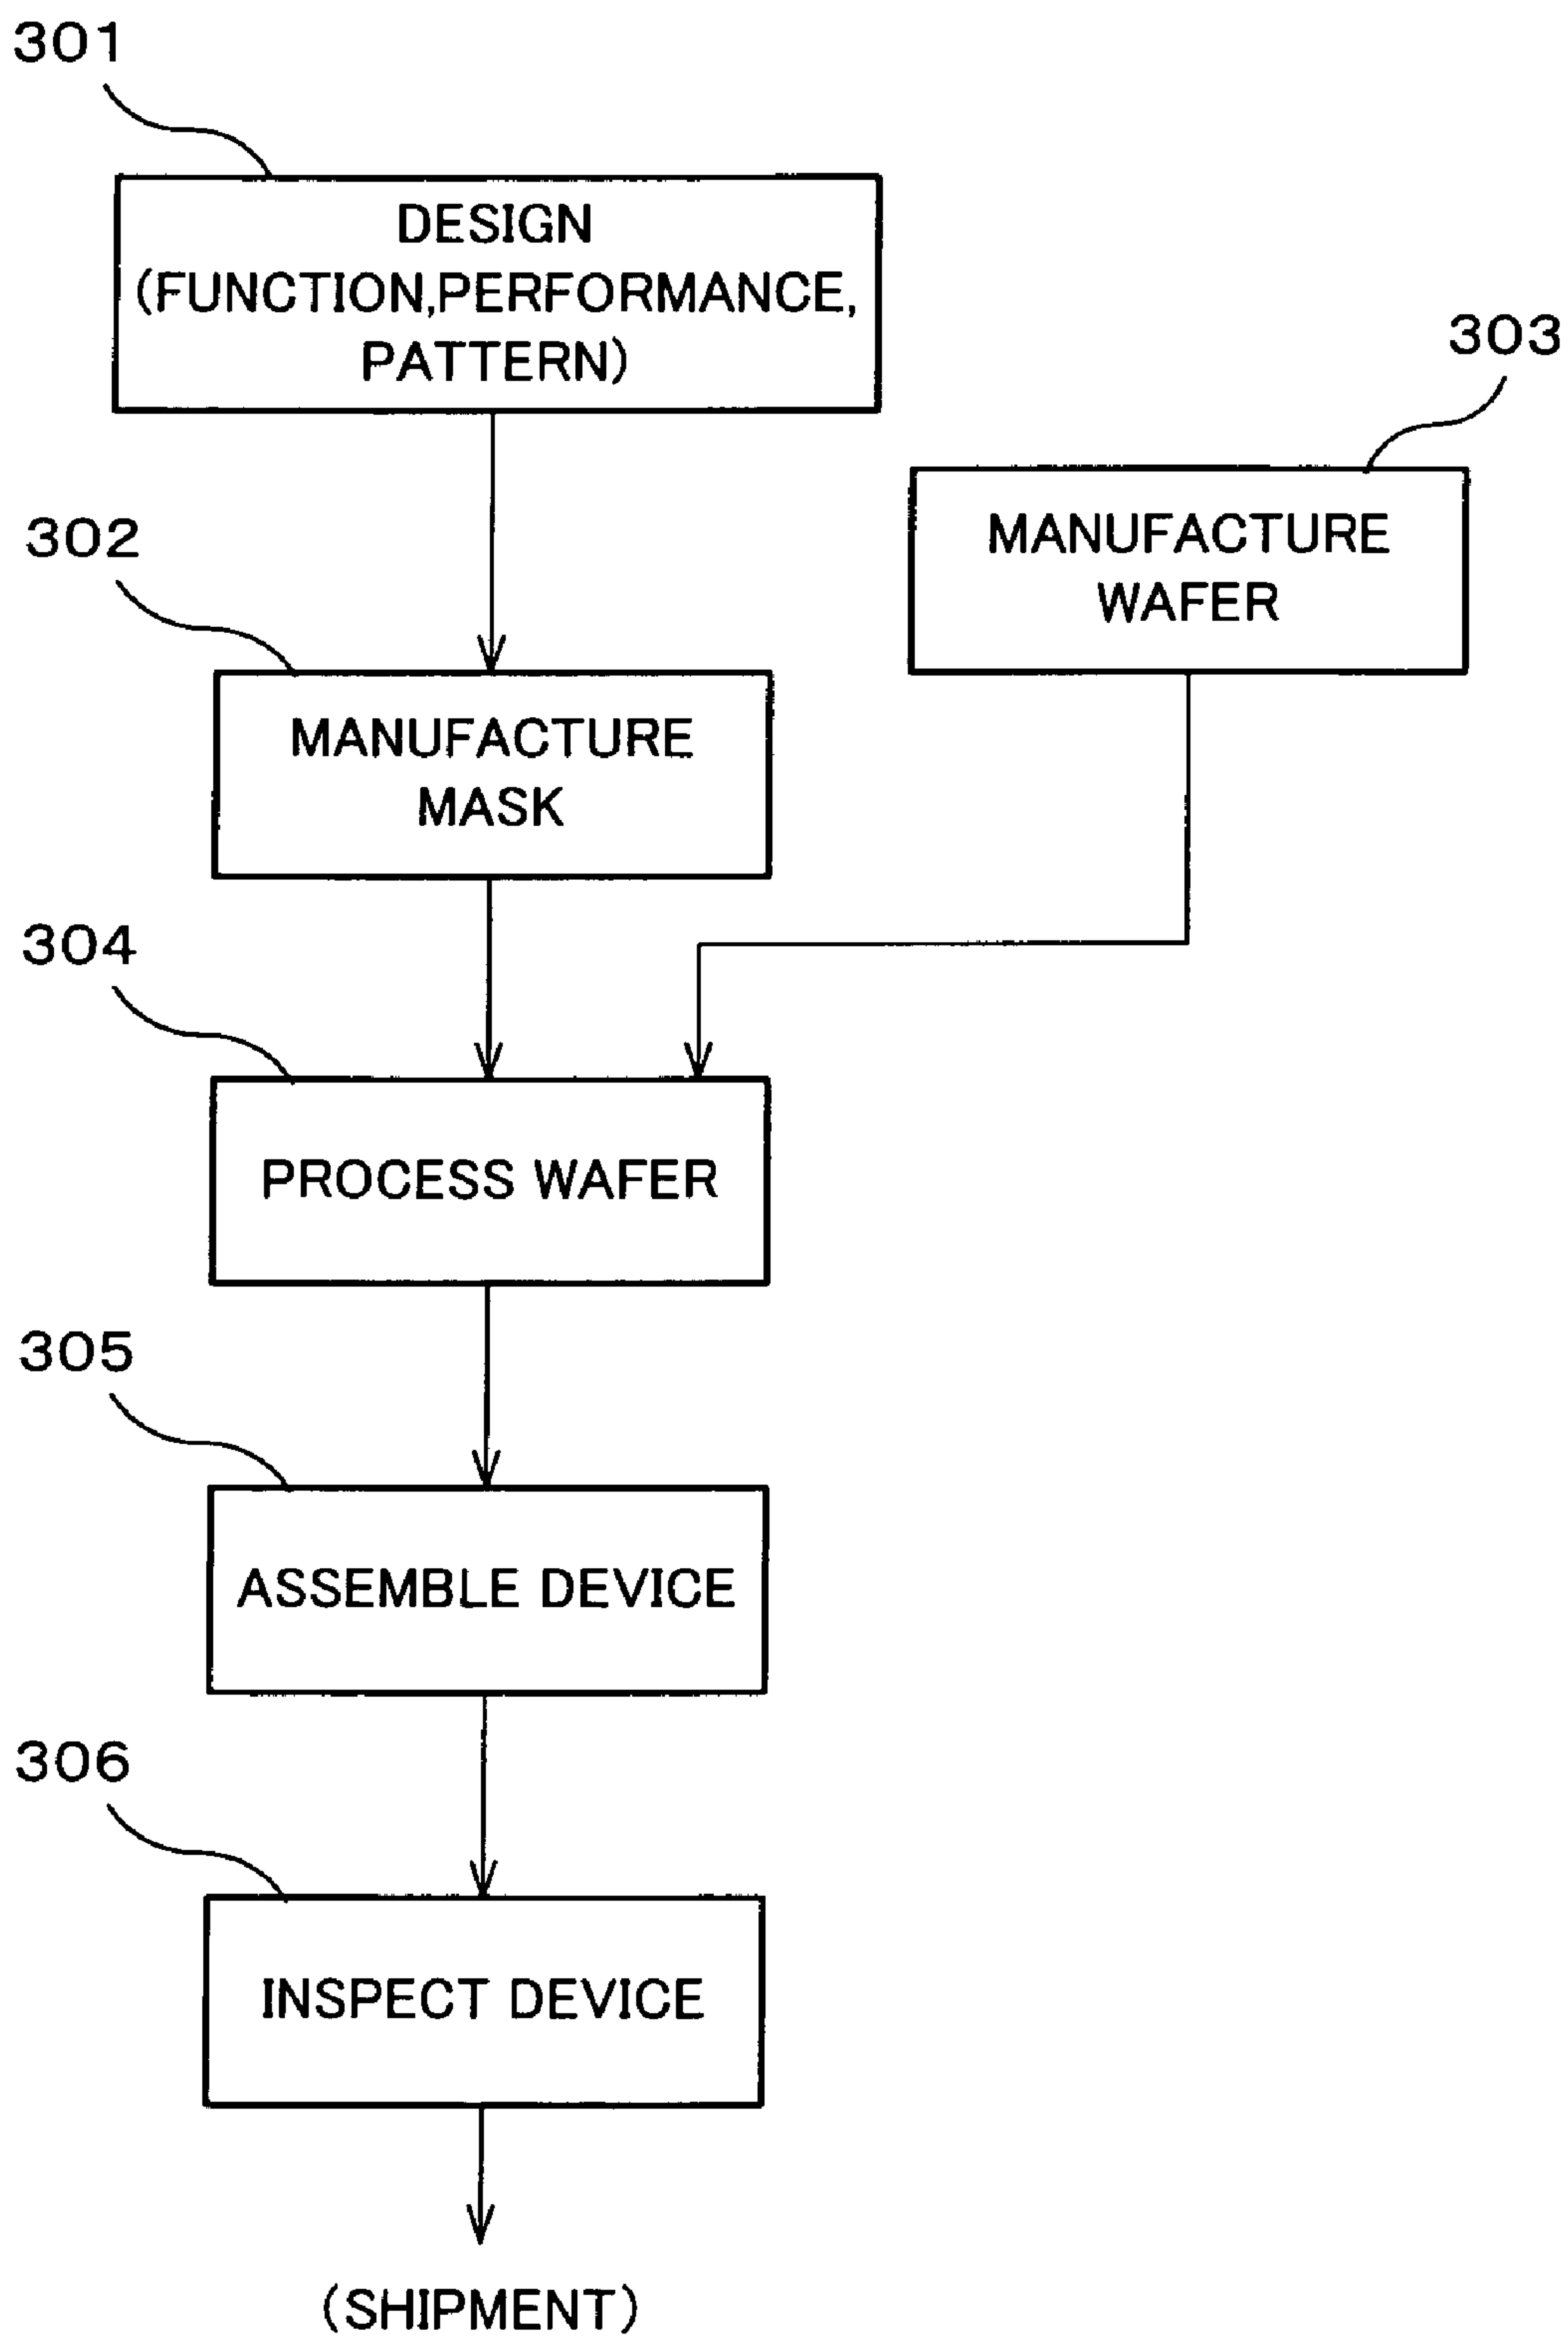 301
DESIGN
(FUNCTION,PERFORMANCE,
PATTERN)
303
MANUFACTURE
WAFER
302
MANUFACTURE
MASK
304
PROCESS WAFER
305
ASSEMBLE DEVICE
306
INSPECT DEVICE
(SHIPMENT)